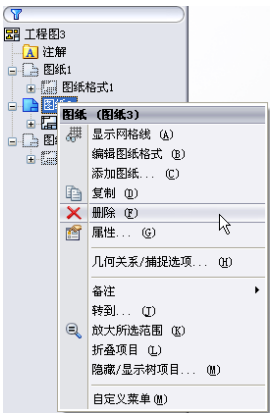 工程图3
注解
图纸1
图纸格式1
图纸
图纸 (图纸3)
显示网格线 (A)
编辑图纸格式 (B)
添加图纸... (C)
复制 (D)
删除 (F)
属性... (G)
几何关系/捕捉选项... (H)
备注
转到... (I)
放大所选范围 (K)
折叠项目 (L)
隐藏/显示树项目... (M)
自定义菜单(M)